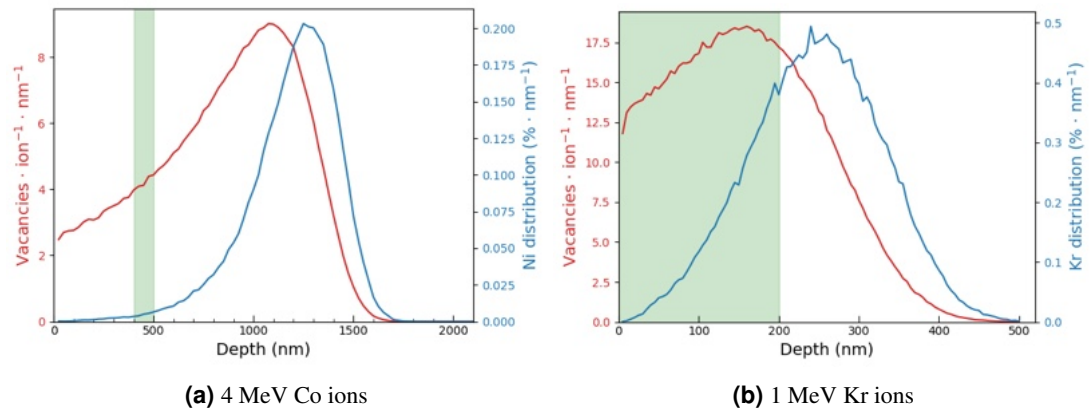 Vacancies · ion⁻¹ · nm⁻¹
8
6
4
2
0
0 500 1000 1500 2000
Depth (nm)
0.200
0.175
0.150
0.125
0.100
0.075
0.050
0.025
0.000
Ni distribution (% · nm⁻¹)
(a) 4 MeV Co ions
Vacancies · ion⁻¹ · nm⁻¹
17.5
15.0
12.5
10.0
7.5
5.0
2.5
0.0
0 100 200 300 400 500
Depth (nm)
0.5
0.4
0.3
0.2
0.1
0.0
Kr distribution (% · nm⁻¹)
(b) 1 MeV Kr ions